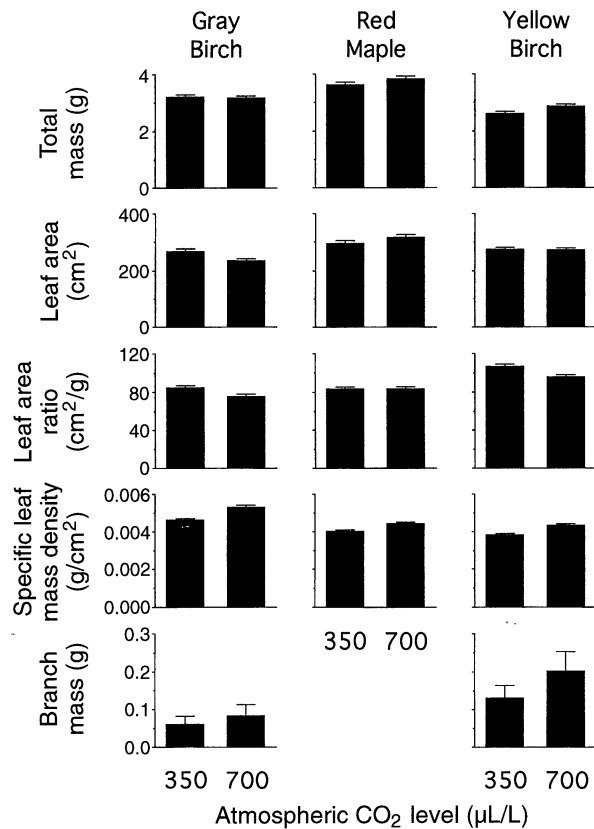 Gray
Birch
Red
Maple
Yellow
Birch
Total
mass (g)
4
2
0
Leaf area
(cm²)
400
200
0
Leaf area
ratio
(cm²/g)
120
80
40
0
Specific leaf
mass density
(g/cm²)
0.006
0.004
0.002
0.000
350 700
Branch
mass (g)
0.3
0.2
0.1
0.0
350 700
350 700
Atmospheric CO₂ level (µL/L)